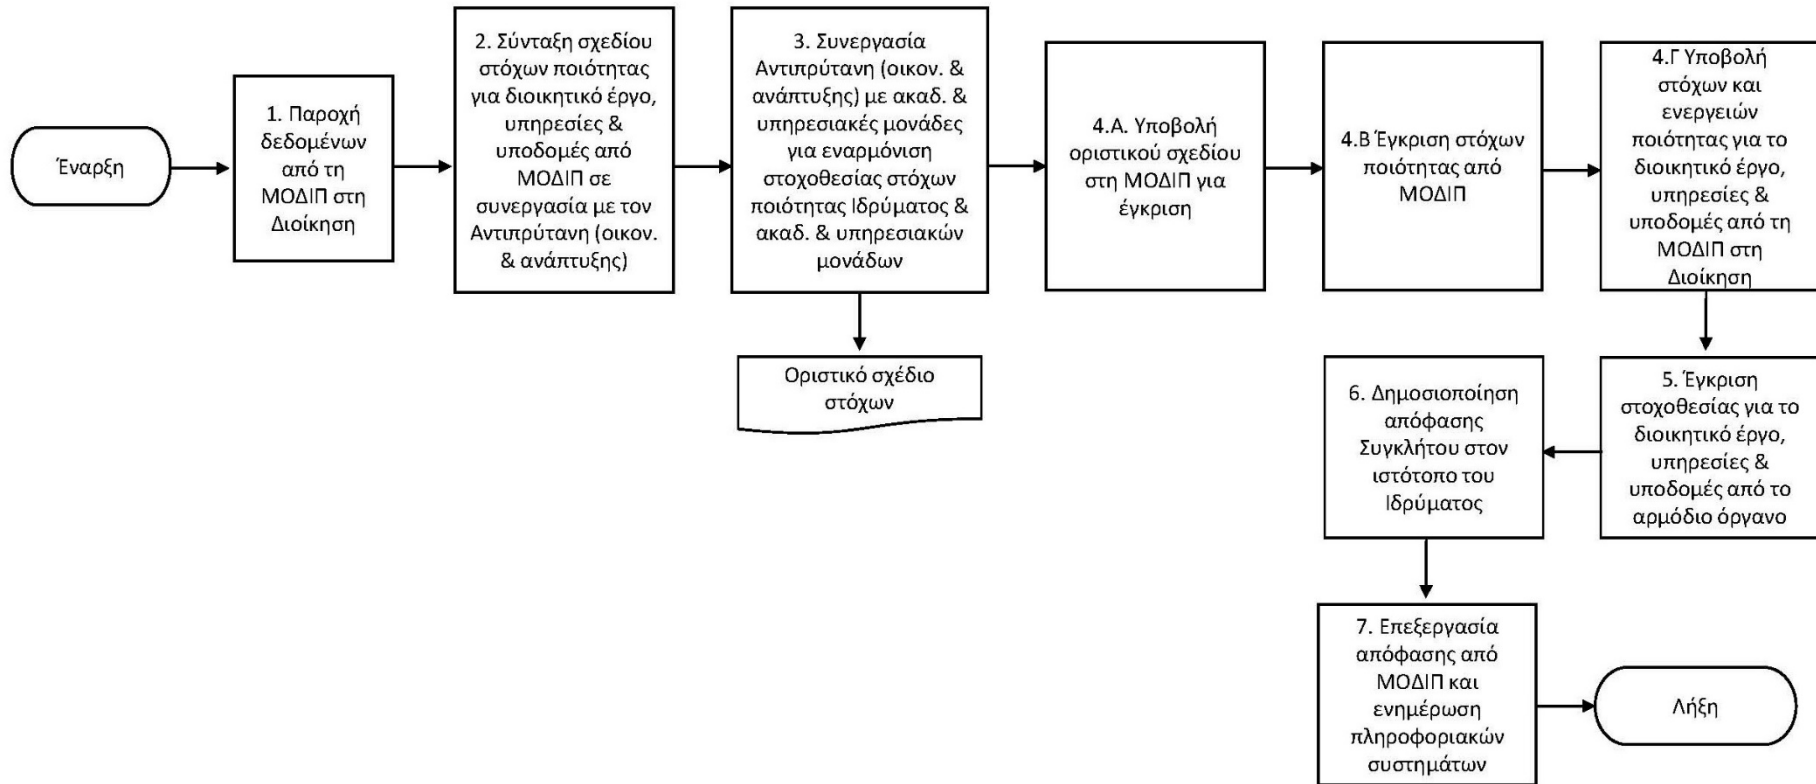 Έναρξη
1. Παροχή
δεδομένων
από τη
ΜΟΔΙΠ στη
Διοίκηση
2. Σύνταξη σχεδίου
στόχων ποιότητας
για διοικητικό έργο,
υπηρεσίες &
υποδομές από
ΜΟΔΙΠ σε
συνεργασία με τον
Αντιπρύτανη (οικον.
& ανάπτυξης)
3. Συνεργασία
Αντιπρύτανη (οικον. &
ανάπτυξης) με ακαδ. &
υπηρεσιακές μονάδες
για εναρμόνιση
στοχοθεσίας στόχων
ποιότητας Ιδρύματος &
ακαδ. & υπηρεσιακών
μονάδων
Οριστικό σχέδιο
στόχων
4.Α. Υποβολή
οριστικού σχεδίου
στη ΜΟΔΙΠ για
έγκριση
4.Β Έγκριση στόχων
ποιότητας από
ΜΟΔΙΠ
4.Γ Υποβολή
στόχων και
ενεργειών
ποιότητας για το
διοικητικό έργο,
υπηρεσίες &
υποδομές από τη
ΜΟΔΙΠ στη
Διοίκηση
5. Έγκριση
στοχοθεσίας για το
διοικητικό έργο,
υπηρεσίες &
υποδομές από το
αρμόδιο όργανο
6. Δημοσιοποίηση
απόφασης
Συγκλήτου στον
ιστότοπο του
Ιδρύματος
7. Επεξεργασία
απόφασης από
ΜΟΔΙΠ και
ενημέρωση
πληροφοριακών
συστημάτων
Λήξη